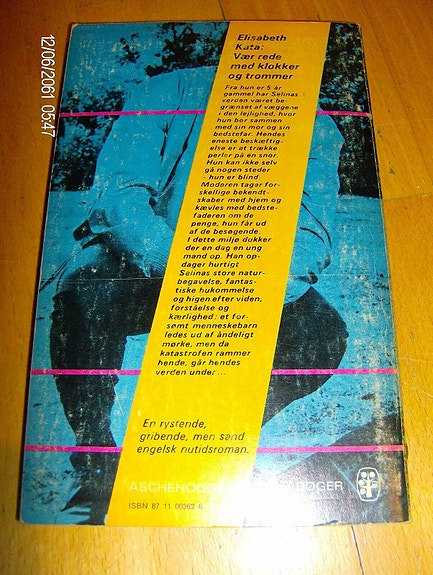 12/06/2061 05:47
Elisabeth
Kata:
Vær rede
med klokker
og trommer
Fra hun er 5 år
gammel har Selinas
verden været be-
grænset af væggene
i den lejlighed, hvor
hun bor sammen
med sin mor og sin
bedstefar. Hendes
eneste beskæftig-
else er at trække
perler på en snor.
Hun kan ikke selv
gå nogen steder
- hun er blind.
Moderen tager for-
skellige bekendt-
skaber med hjem og
kævles med bedste-
faderen om de
penge, hun får ud
af de besøgende.
I dette miljø dukker
der en dag en ung
mand op. Han op-
dager hurtigt
Selinas store natur-
begavelse, fantas-
tiske hukommelse
og higen efter viden,
forståelse og
kærlighed: et for-
sømt menneskebarn
ledes ud af åndeligt
mørke, men da
katastrofen rammer
hende, går hendes
verden under ...
En rystende,
gribende, men sand
engelsk nutidsroman.
ASCHEHOUG
ISBN 87 11 00362 6